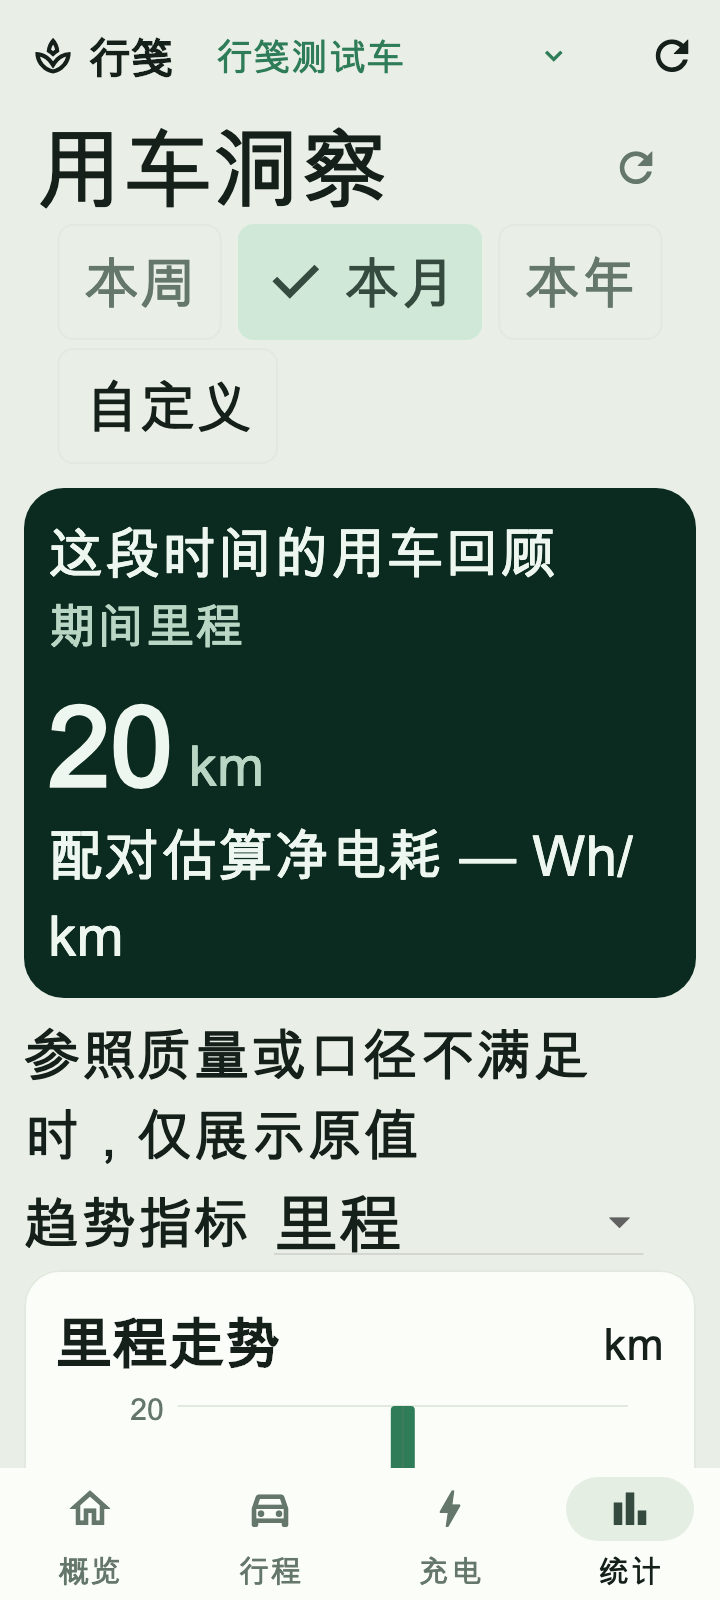 行笺 行笺测试车
用车洞察
本周 本月 本年
自定义
这段时间的用车回顾
期间里程
20 km
配对估算净电耗 — Wh/
km
参照质量或口径不满足
时，仅展示原值
趋势指标 里程
里程走势 km
20
概览 行程 充电 统计